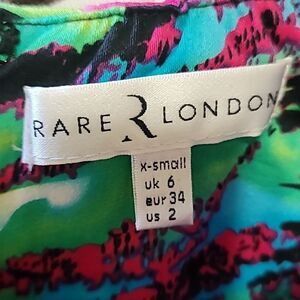 RARE R LONDON
x-small
uk 6
eur 34
us 2